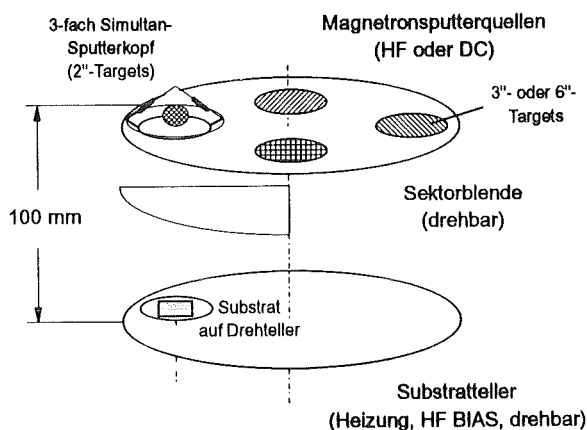 3-fach Simultan-
Sputterkopf
(2"-Targets)
Magnetronsputterquellen
(HF oder DC)
3"- oder 6"-
Targets
100 mm
Sektorblende
(drehbar)
Substrat
auf Drehteller
Substratteller
(Heizung, HF BIAS, drehbar)